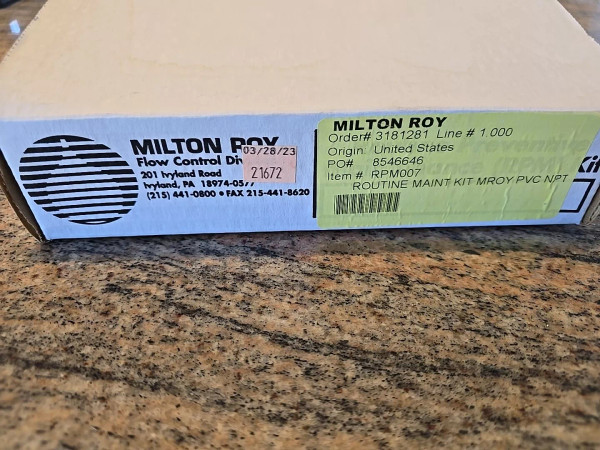 MILTON ROY
Flow Control Di
201 Ivyland Road
Ivyland, PA 18974-0577
(215) 441-0800 • FAX 215-441-8620
03/28/23
21672
MILTON ROY
Order# 3181281 Line # 1.000
Origin: United States
PO# 8546646
Item # RPM007
ROUTINE MAINT KIT MROY PVC NPT
Kit